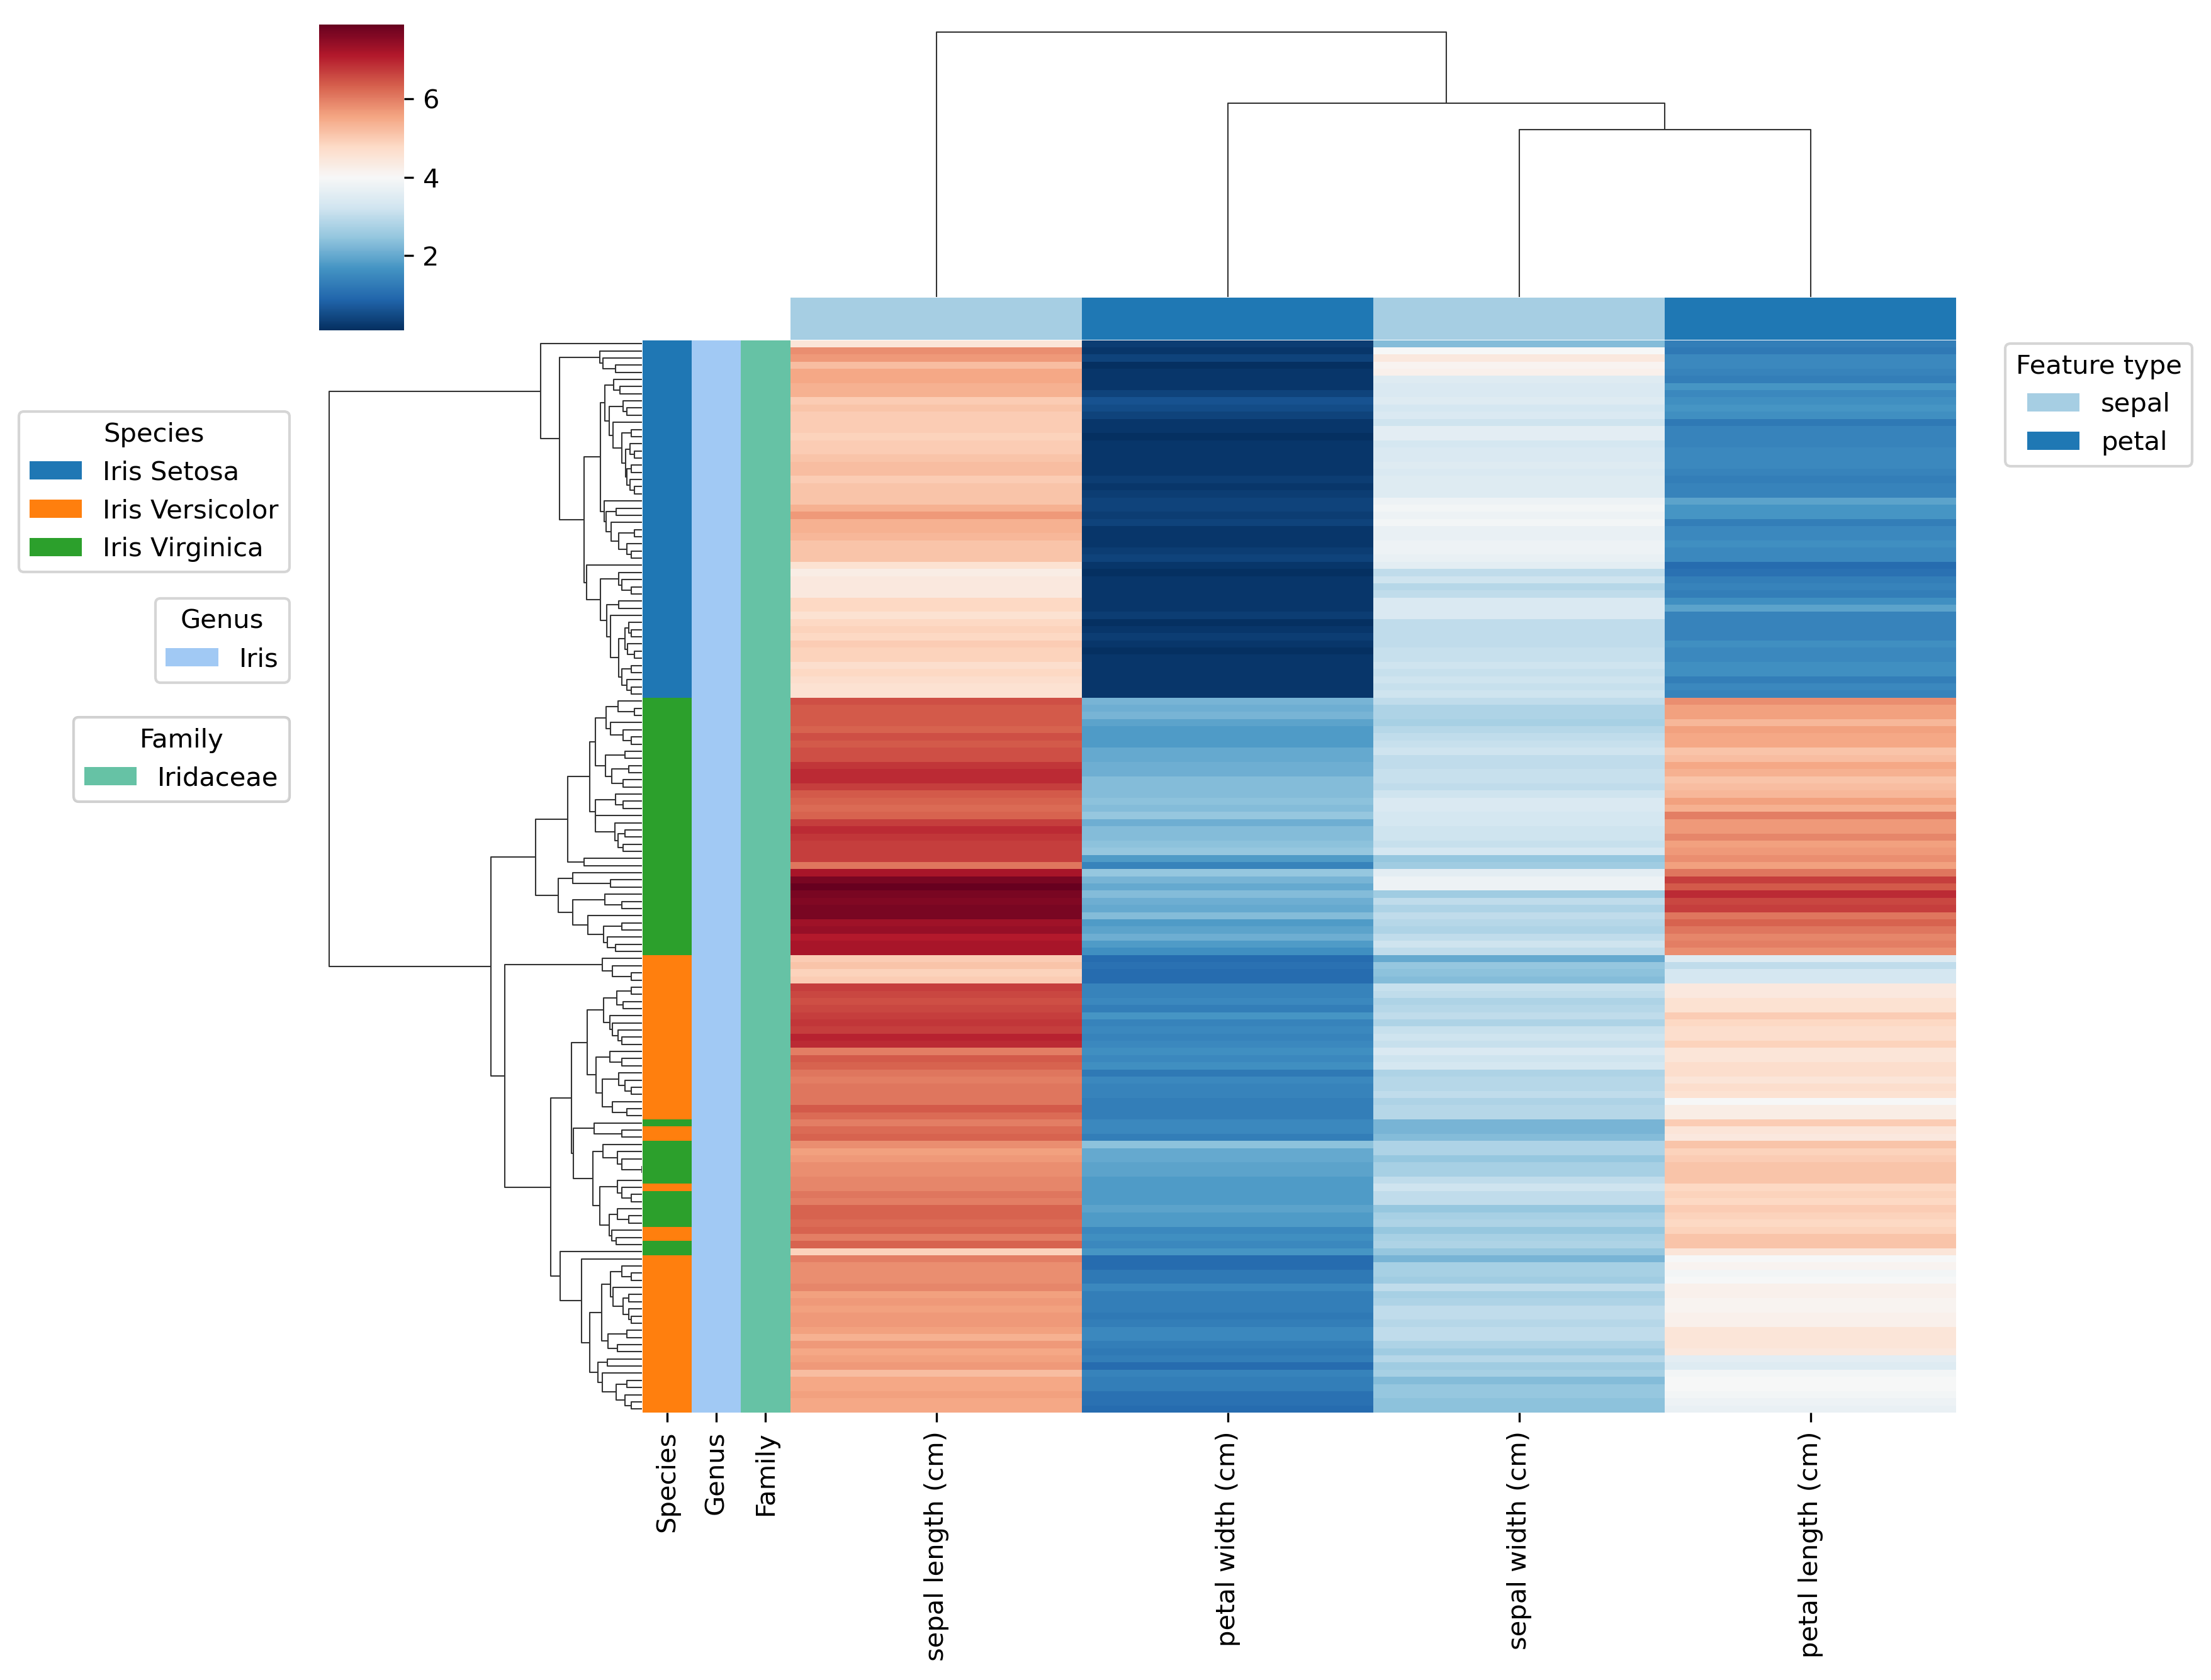 6
4
2
Species
Iris Setosa
Iris Versicolor
Iris Virginica
Genus
Iris
Family
Iridaceae
Feature type
sepal
petal
Species
Genus
Family
sepal length (cm)
petal width (cm)
sepal width (cm)
petal length (cm)